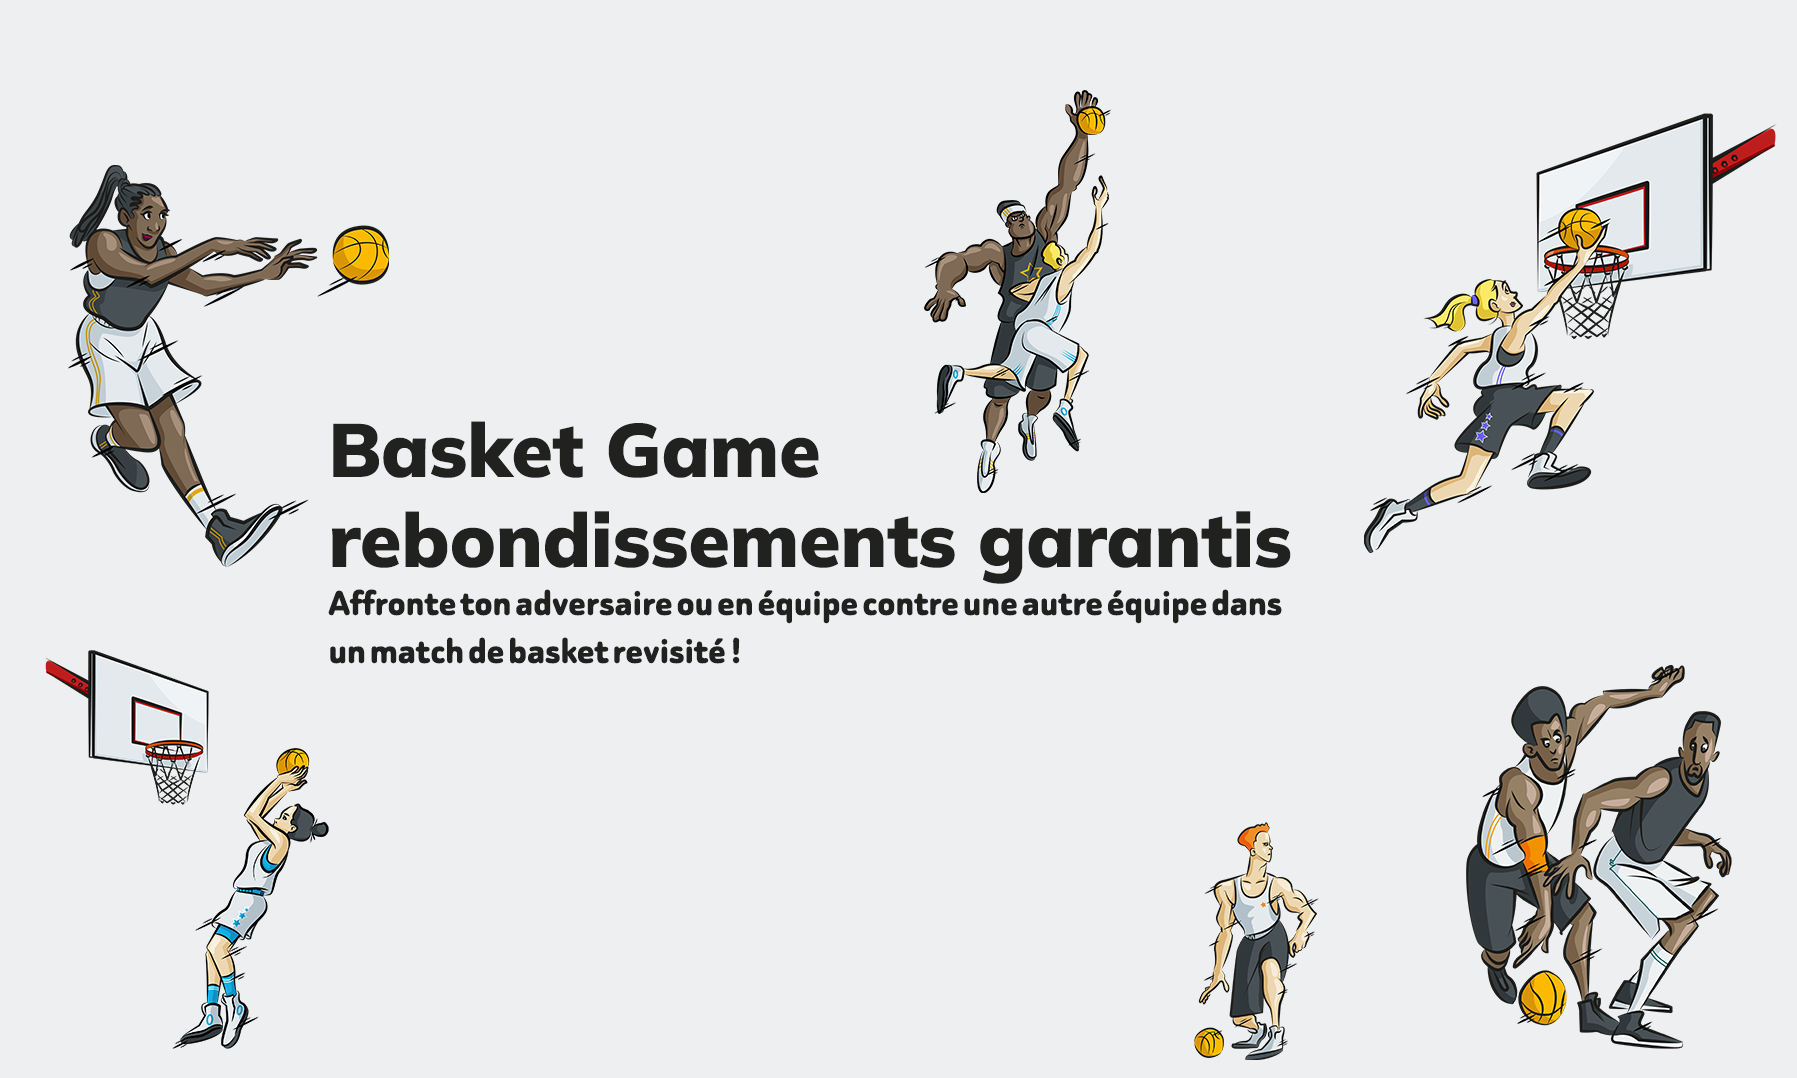 Basket Game
rebondissements garantis
Affronte ton adversaire ou en équipe contre une autre équipe dans
un match de basket revisité !